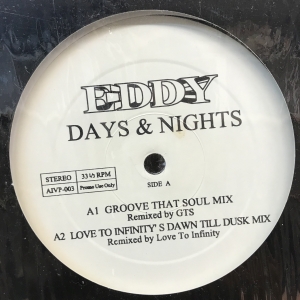 EDDY
DAYS & NIGHTS
STEREO 33 1/3 RPM
AIVP-003 Promo Use Only
SIDE A
A1 GROOVE THAT SOUL MIX
Remixed by GTS
A2 LOVE TO INFINITY'S DAWN TILL DUSK MIX
Remixed by Love To Infinity